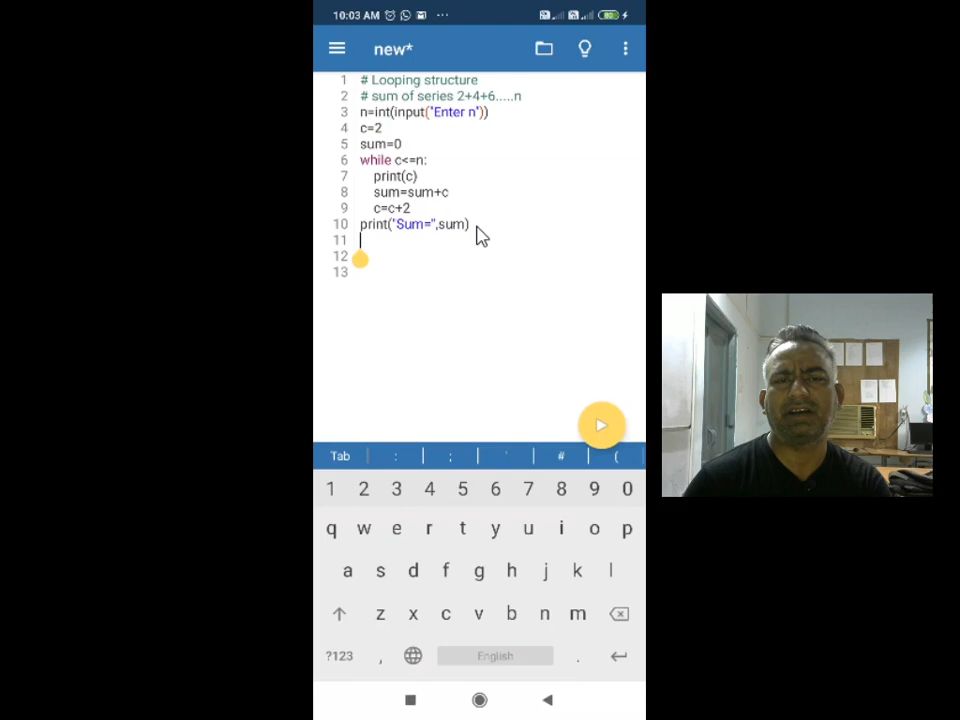 10:03 AM ...
80
new*
1 # Looping structure
2 # sum of series 2+4+6.....n
3 n=int(input("Enter n"))
4 c=2
5 sum=0
6 while c<=n:
7 print(c)
8 sum=sum+c
9 c=c+2
10 print("Sum=",sum)
11
12
13
Tab : ; ' # (
1 2 3 4 5 6 7 8 9 0
q w e r t y u i o p
a s d f g h j k l
z x c v b n m
?123 , English .